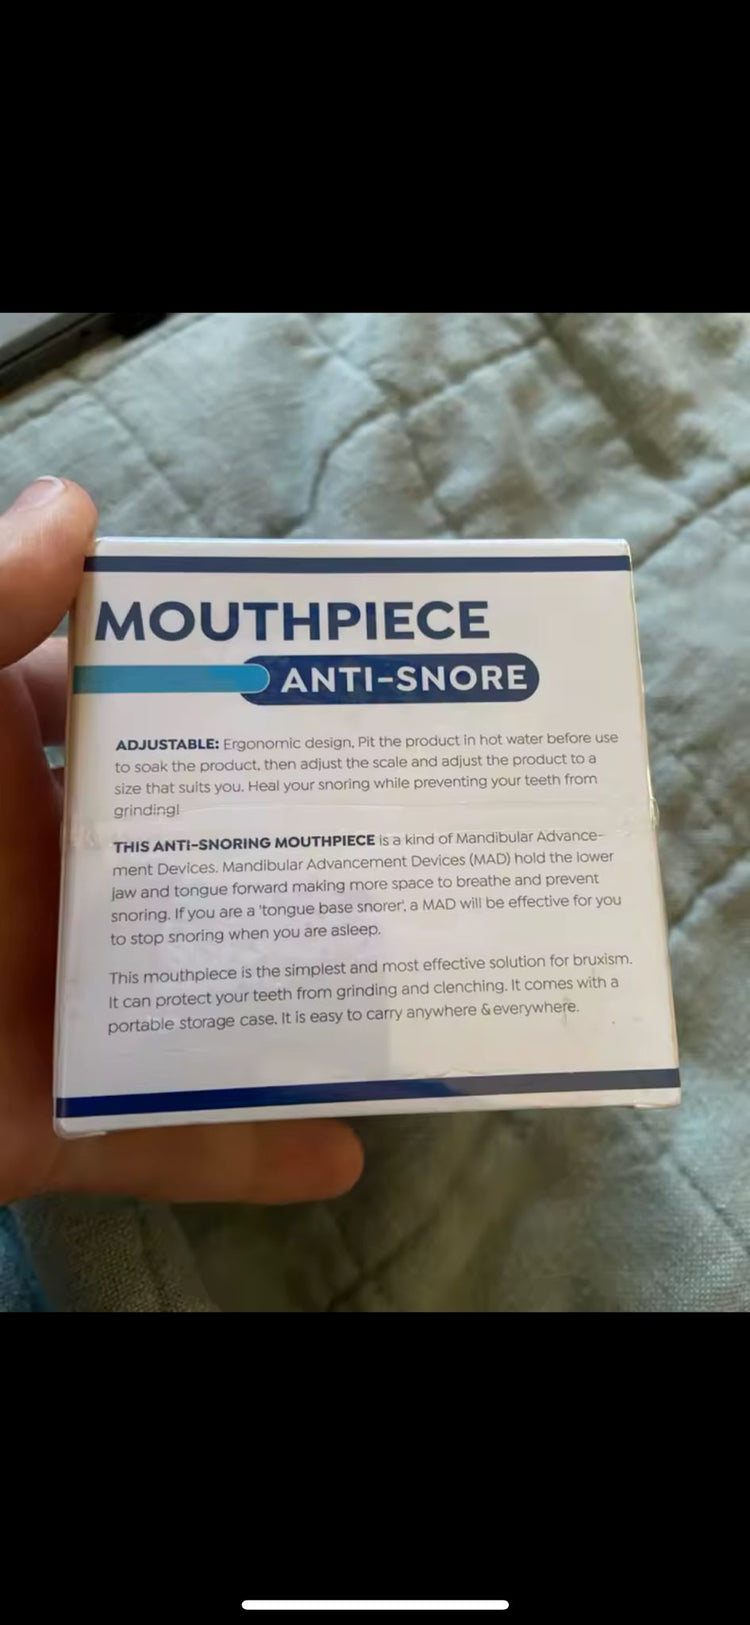 MOUTHPIECE
ANTI-SNORE
ADJUSTABLE: Ergonomic design, Pit the product in hot water before use
to soak the product, then adjust the scale and adjust the product to a
size that suits you. Heal your snoring while preventing your teeth from
grinding!
THIS ANTI-SNORING MOUTHPIECE is a kind of Mandibular Advance-
ment Devices. Mandibular Advancement Devices (MAD) hold the lower
jaw and tongue forward making more space to breathe and prevent
snoring. If you are a 'tongue base snorer', a MAD will be effective for you
to stop snoring when you are asleep.
This mouthpiece is the simplest and most effective solution for bruxism.
It can protect your teeth from grinding and clenching. It comes with a
portable storage case. It is easy to carry anywhere & everywhere.